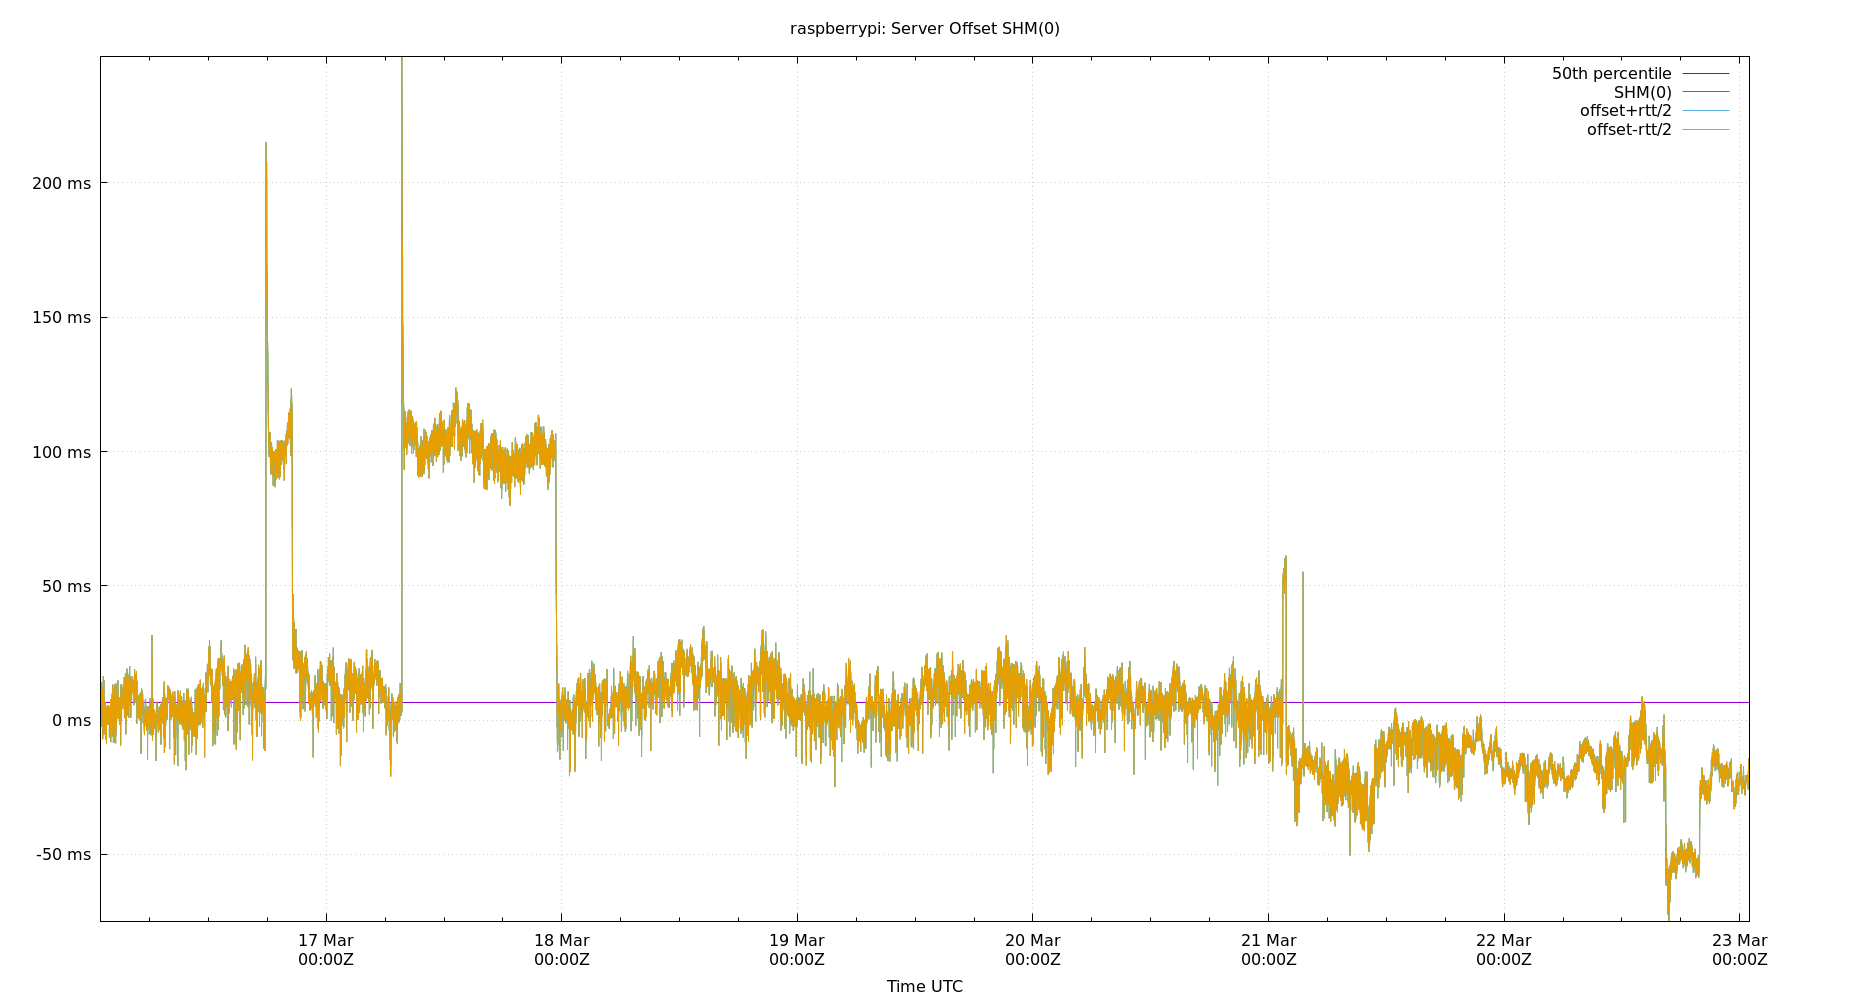 raspberrypi: Server Offset SHM(0)
50th percentile
SHM(0)
offset+rtt/2
offset-rtt/2
200 ms
150 ms
100 ms
50 ms
0 ms
-50 ms
17 Mar 18 Mar 19 Mar 20 Mar 21 Mar 22 Mar 23 Mar
00:00Z 00:00Z 00:00Z 00:00Z 00:00Z 00:00Z 00:00Z
Time UTC